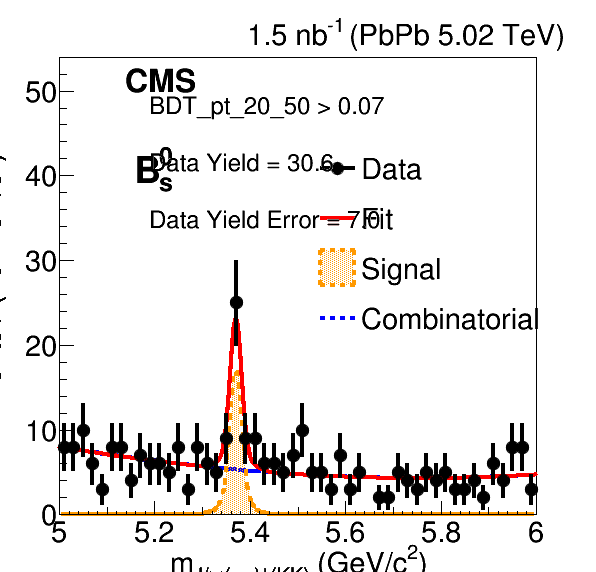 1.5 nb-1 (PbPb 5.02 TeV)
CMS
BDT_pt_20_50 > 0.07
B0s
Data Yield = 30.6
Data Yield Error = 7.0
Data
Fit
Signal
Combinatorial
50
40
30
20
10
0
5 5.2 5.4 5.6 5.8 6
(GeV/c2)